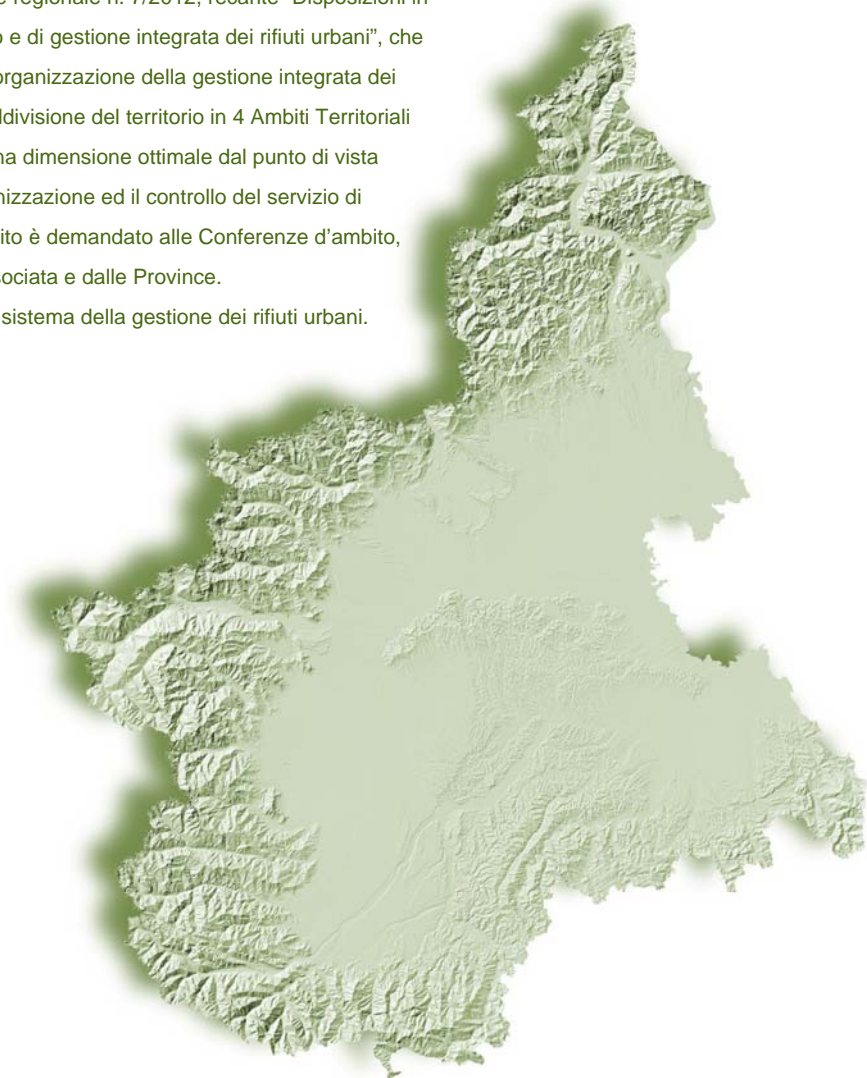 regionale n. 7/2012, recante "Disposizioni in
e di gestione integrata dei rifiuti urbani", che
organizzazione della gestione integrata dei
divisione del territorio in 4 Ambiti Territoriali
dimensione ottimale dal punto di vista
nizzazione ed il controllo del servizio di
ito è demandato alle Conferenze d'ambito,
sociata e dalle Province.
sistema della gestione dei rifiuti urbani.